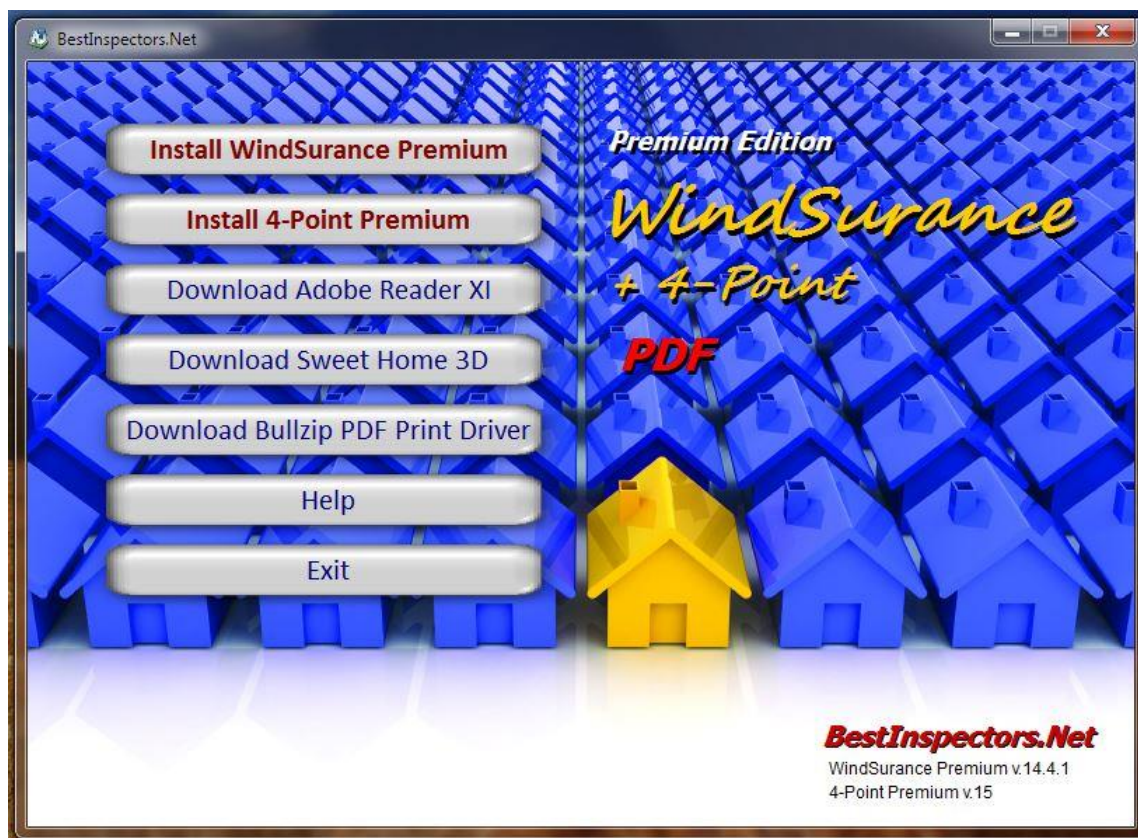 BestInspectors.Net
Install WindSurance Premium
Install 4-Point Premium
Download Adobe Reader XI
Download Sweet Home 3D
Download Bullzip PDF Print Driver
Help
Exit
Premium Edition
WindSurance
+ 4-Point
PDF
BestInspectors.Net
WindSurance Premium v.14.4.1
4-Point Premium v.15